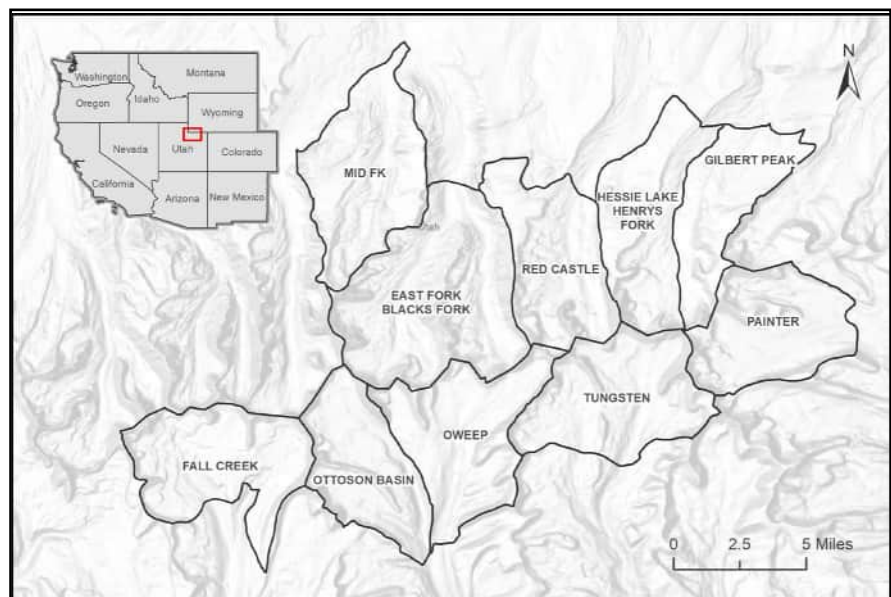 N
Washington
Montana
Oregon
Idaho
Wyoming
Nevada
Utah
Colorado
California
Arizona
New Mexico
MID FK
GILBERT PEAK
HESSIE LAKE
HENRYS
FORK
Utah
RED CASTLE
EAST FORK
BLACKS FORK
PAINTER
TUNGSTEN
OWEEP
FALL CREEK
OTTOSON BASIN
0 2.5 5 Miles